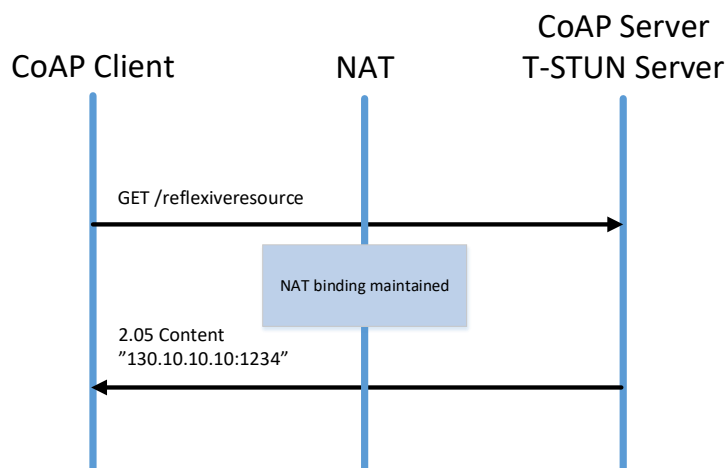 CoAP Server
CoAP Client
NAT
T-STUN Server
GET /reflexiveresource
NAT binding maintained
2.05 Content
”130.10.10.10:1234”